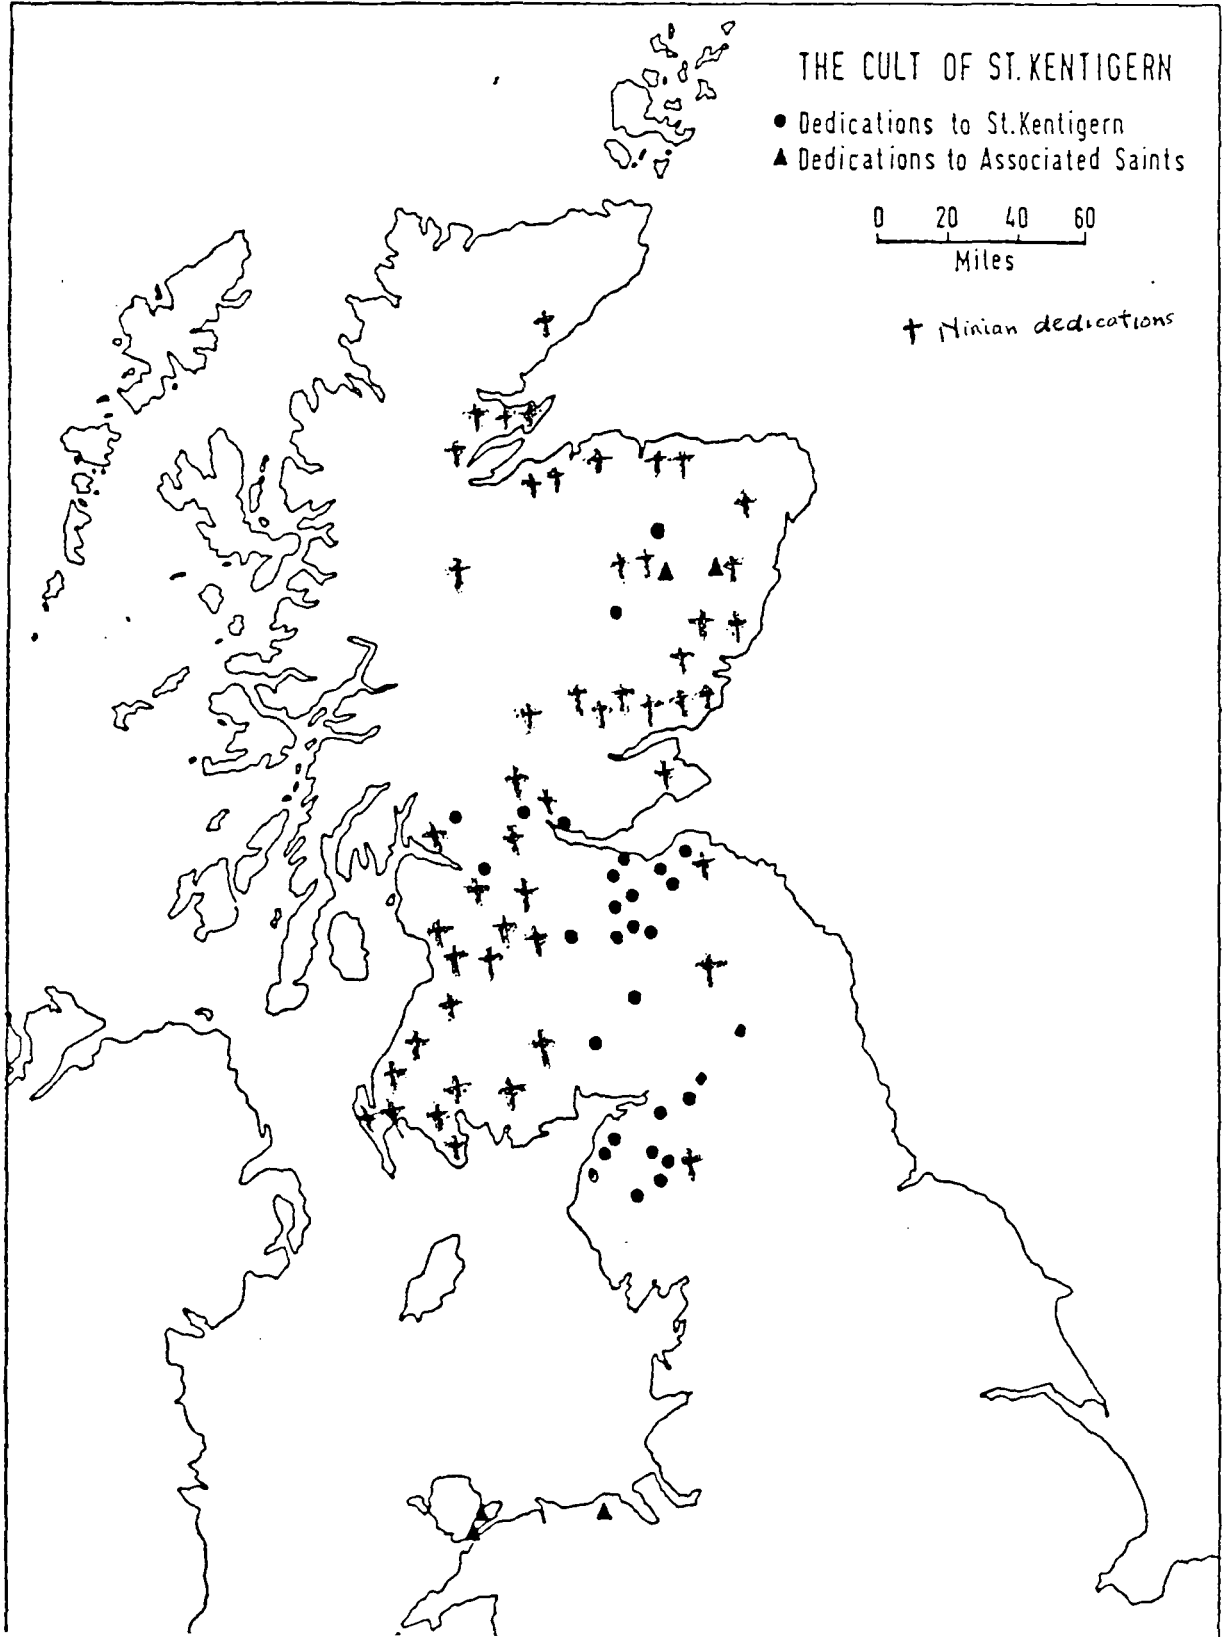 THE CULT OF ST.KENTIGERN
● Dedications to St.Kentigern
▲ Dedications to Associated Saints
0 20 40 60
Miles
† Ninian dedications